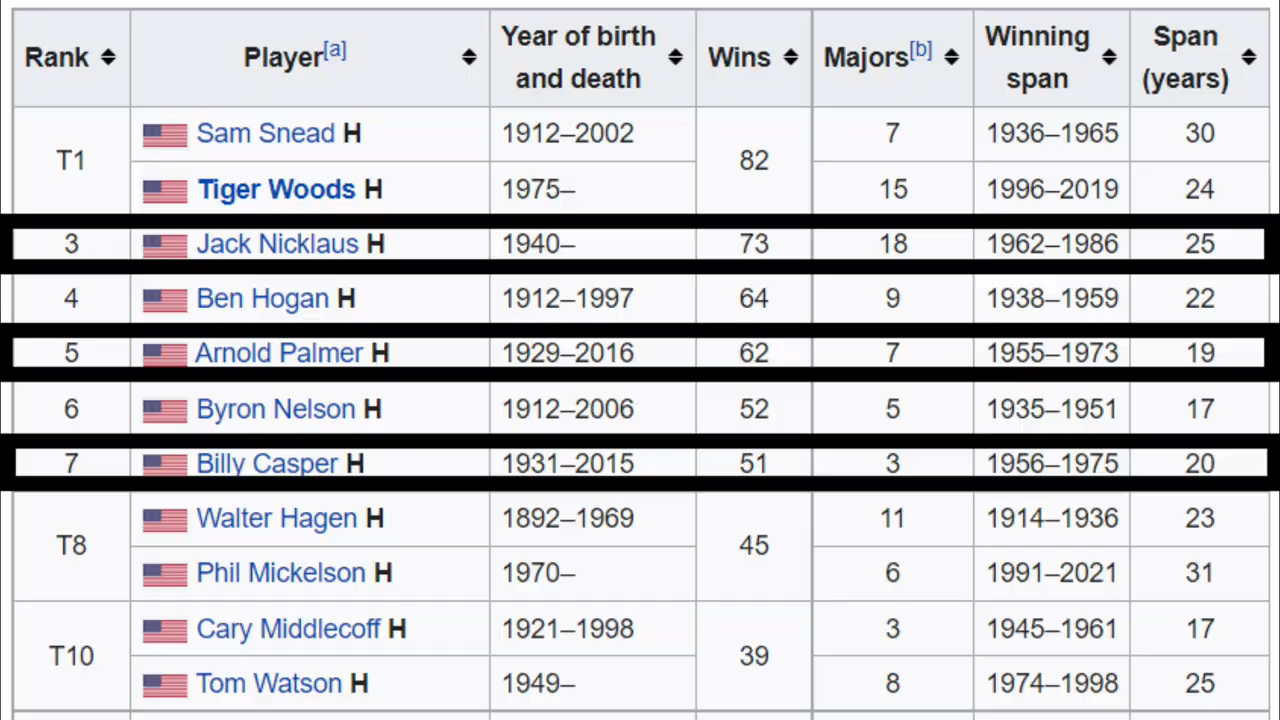 Rank Player[a] Year of birth and death Wins Majors[b] Winning span Span (years)
T1 Sam Snead H 1912–2002 82 7 1936–1965 30
Tiger Woods H 1975– 15 1996–2019 24
3 Jack Nicklaus H 1940– 73 18 1962–1986 25
4 Ben Hogan H 1912–1997 64 9 1938–1959 22
5 Arnold Palmer H 1929–2016 62 7 1955–1973 19
6 Byron Nelson H 1912–2006 52 5 1935–1951 17
7 Billy Casper H 1931–2015 51 3 1956–1975 20
T8 Walter Hagen H 1892–1969 45 11 1914–1936 23
Phil Mickelson H 1970– 6 1991–2021 31
T10 Cary Middlecoff H 1921–1998 39 3 1945–1961 17
Tom Watson H 1949– 8 1974–1998 25